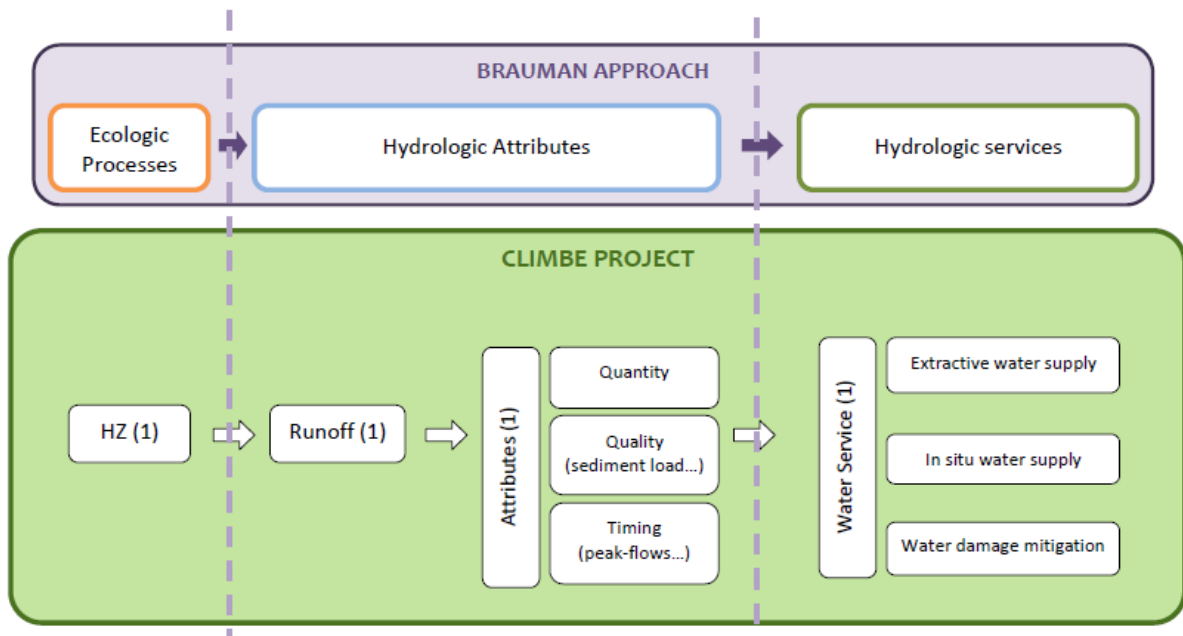 BRAUMAN APPROACH
Ecologic
Processes
Hydrologic Attributes
Hydrologic services
CLIMBE PROJECT
HZ (1)
Runoff (1)
Attributes (1)
Quantity
Quality
(sediment load...)
Timing
(peak-flows...)
Water Service (1)
Extractive water supply
In situ water supply
Water damage mitigation